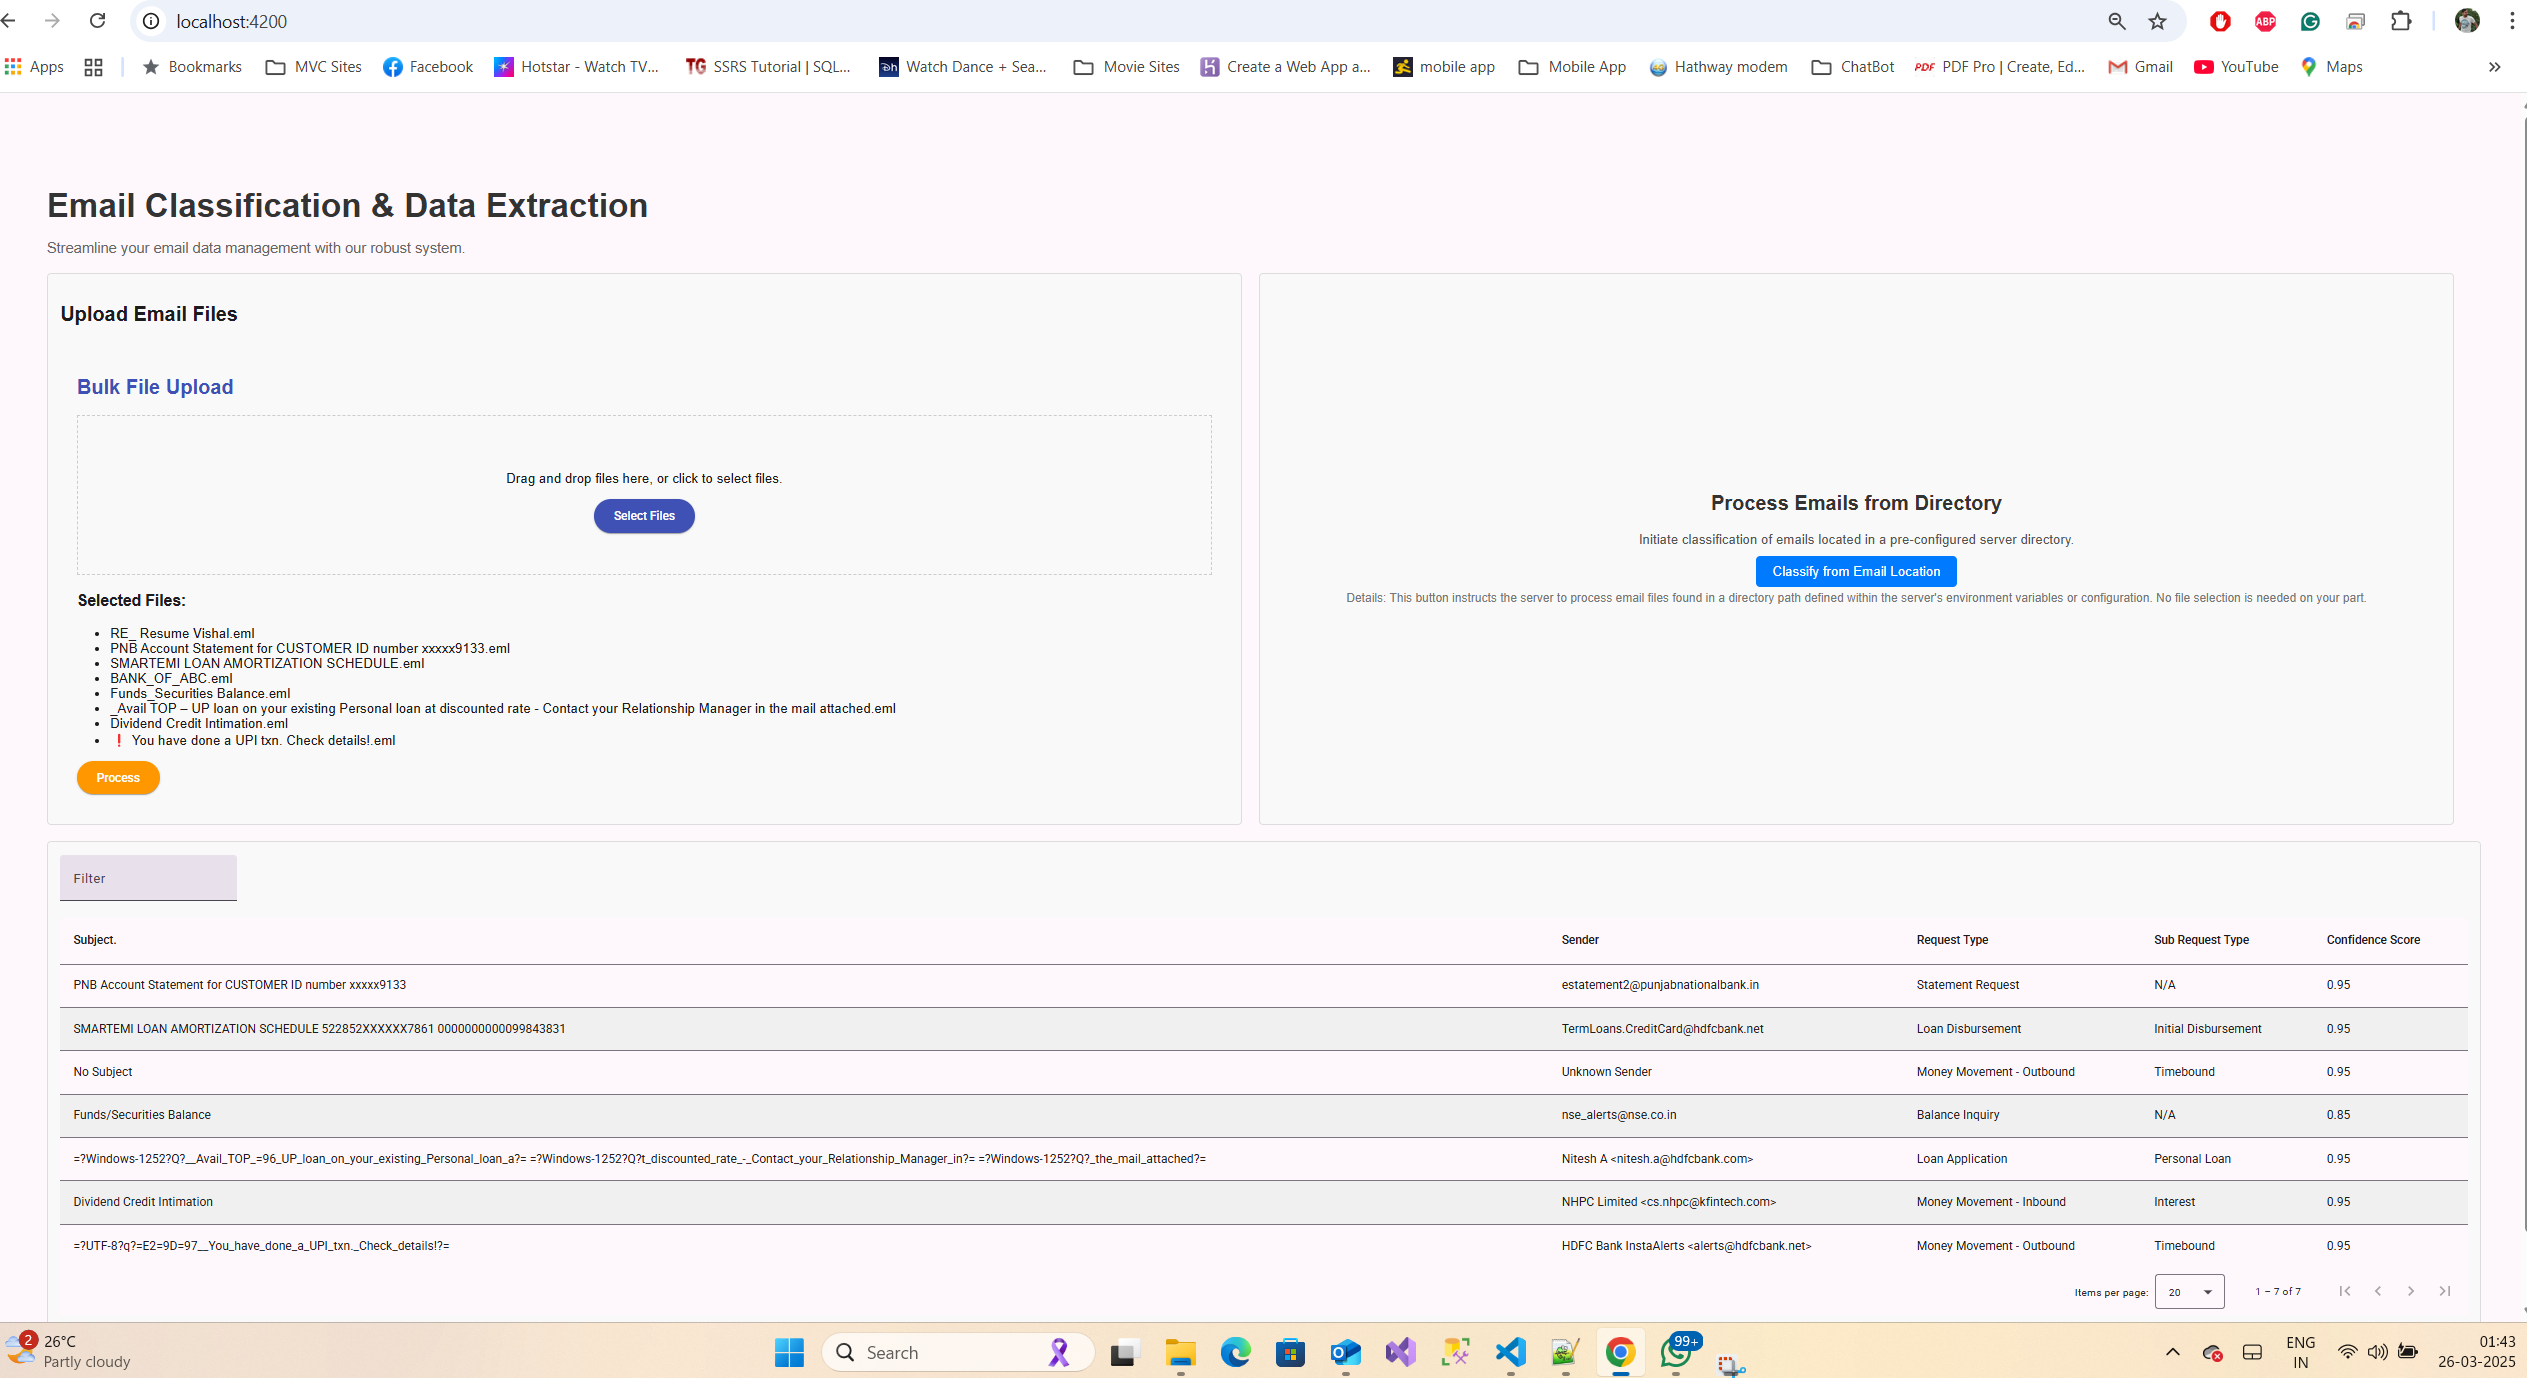 localhost:4200
Apps
Bookmarks
MVC Sites
Facebook
Hotstar - Watch TV...
SSRS Tutorial | SQL...
Watch Dance + Sea...
Movie Sites
Create a Web App a...
mobile app
Mobile App
Hathway modem
ChatBot
PDF Pro | Create, Ed...
Gmail
YouTube
Maps
Email Classification & Data Extraction
Streamline your email data management with our robust system.
Upload Email Files
Bulk File Upload
Drag and drop files here, or click to select files.
Select Files
Selected Files:
RE_ Resume Vishal.eml
PNB Account Statement for CUSTOMER ID number xxxxx9133.eml
SMARTEMI LOAN AMORTIZATION SCHEDULE.eml
BANK_OF_ABC.eml
Funds_Securities Balance.eml
_Avail TOP – UP loan on your existing Personal loan at discounted rate - Contact your Relationship Manager in the mail attached.eml
Dividend Credit Intimation.eml
❗ You have done a UPI txn. Check details!.eml
Process
Process Emails from Directory
Initiate classification of emails located in a pre-configured server directory.
Classify from Email Location
Details: This button instructs the server to process email files found in a directory path defined within the server's environment variables or configuration. No file selection is needed on your part.
Filter
Subject. Sender Request Type Sub Request Type Confidence Score
PNB Account Statement for CUSTOMER ID number xxxxx9133 estatement2@punjabnationalbank.in Statement Request N/A 0.95
SMARTEMI LOAN AMORTIZATION SCHEDULE 522852XXXXXX7861 0000000000099843831 TermLoans.CreditCard@hdfcbank.net Loan Disbursement Initial Disbursement 0.95
No Subject Unknown Sender Money Movement - Outbound Timebound 0.95
Funds/Securities Balance nse_alerts@nse.co.in Balance Inquiry N/A 0.85
=?Windows-1252?Q?__Avail_TOP_=96_UP_loan_on_your_existing_Personal_loan_a?= =?Windows-1252?Q?t_discounted_rate_-_Contact_your_Relationship_Manager_in?= =?Windows-1252?Q?_the_mail_attached?= Nitesh A <nitesh.a@hdfcbank.com> Loan Application Personal Loan 0.95
Dividend Credit Intimation NHPC Limited <cs.nhpc@kfintech.com> Money Movement - Inbound Interest 0.95
=?UTF-8?q?=E2=9D=97__You_have_done_a_UPI_txn._Check_details!?= HDFC Bank InstaAlerts <alerts@hdfcbank.net> Money Movement - Outbound Timebound 0.95
Items per page: 20 1 – 7 of 7
2
26°C
Partly cloudy
Search
99+
ENG
IN
01:43
26-03-2025